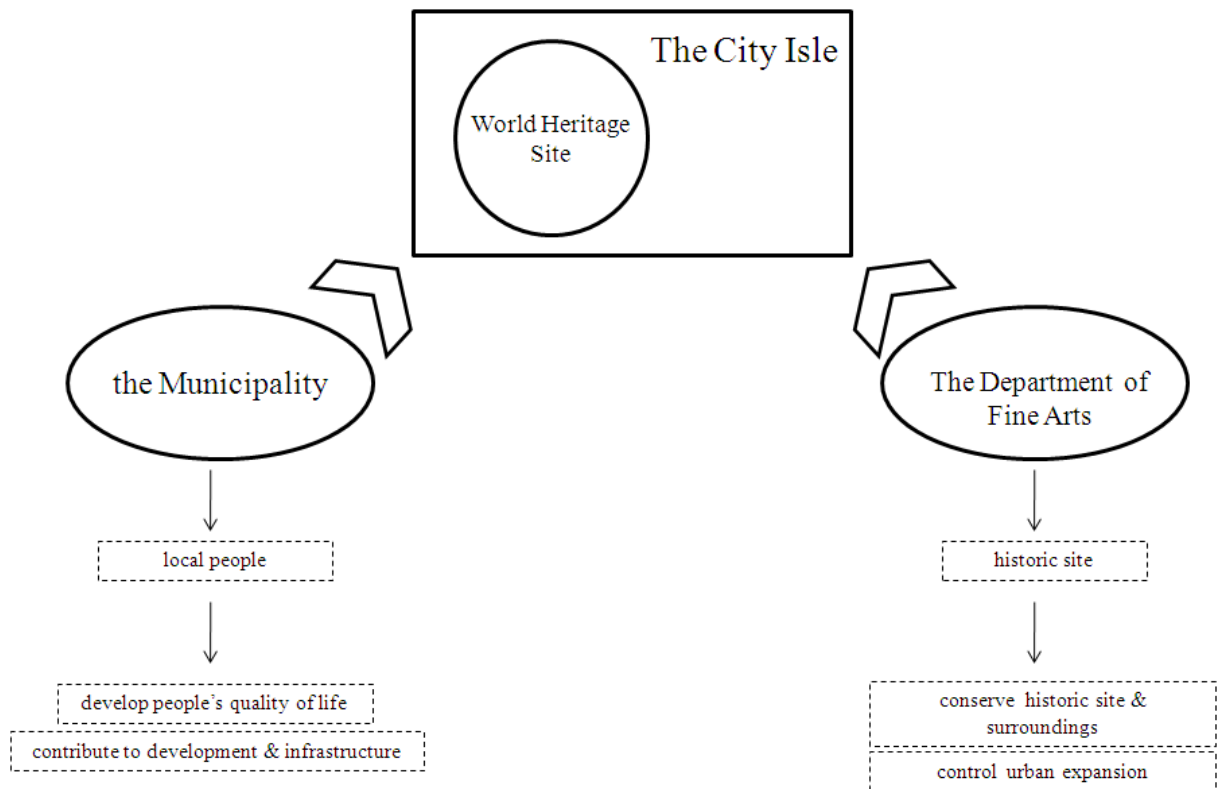 The City Isle
World Heritage
Site
the Municipality
The Department of
Fine Arts
local people
historic site
develop people’s quality of life
contribute to development & infrastructure
conserve historic site &
surroundings
control urban expansion